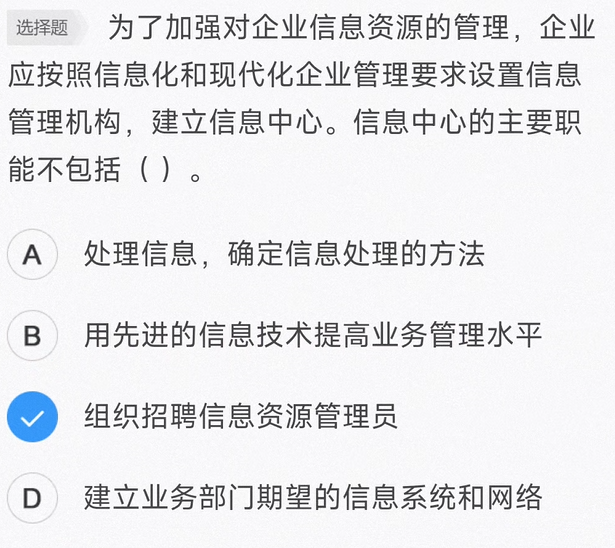 选择题 为了加强对企业信息资源的管理，企业
应按照信息化和现代化企业管理要求设置信息
管理机构，建立信息中心。信息中心的主要职
能不包括（ ）。
A 处理信息，确定信息处理的方法
B 用先进的信息技术提高业务管理水平
组织招聘信息资源管理员
D 建立业务部门期望的信息系统和网络